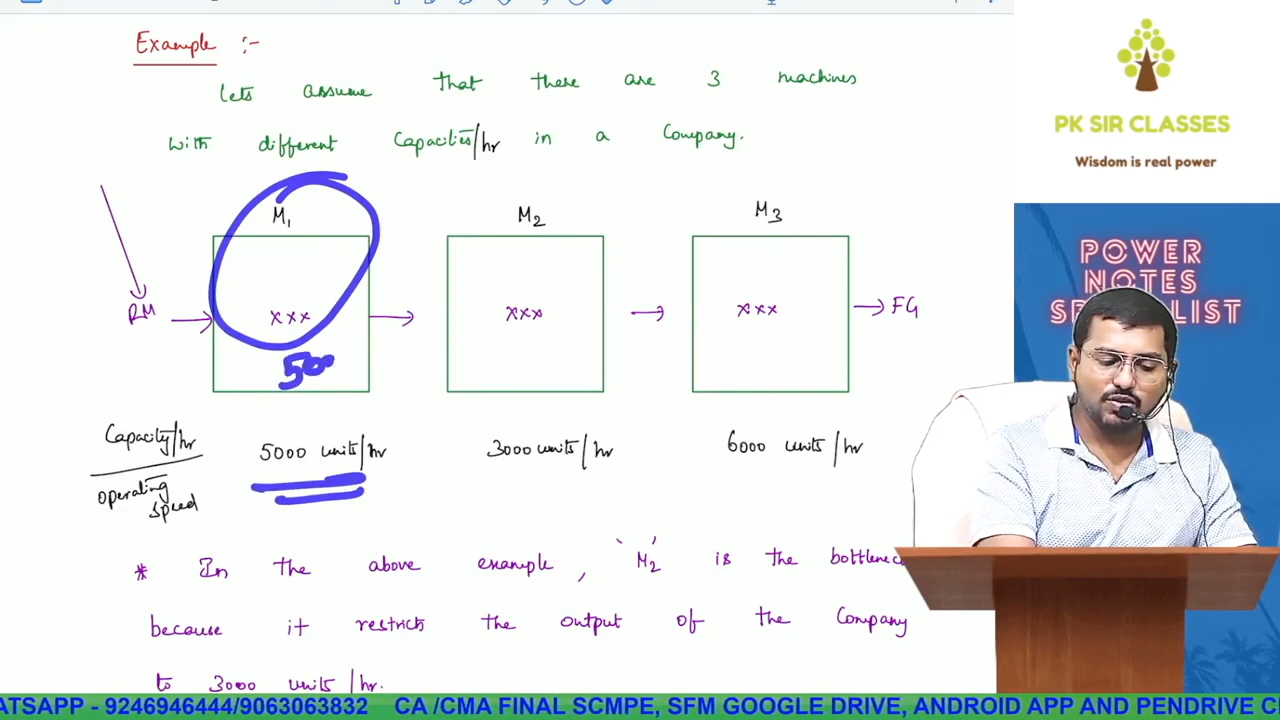 Example :-
Lets assume that there are 3 machines
with different Capacities/hr in a Company.
M1 M2 M3
RM → xxx → xxx → xxx → FG
500
Capacity/hr 5000 units/hr 3000 units/hr 6000 units/hr
operating speed
* In the above example, 'M2' is the bottlenec
because it restricts the output of the Company
to 3000 units/hr.
PK SIR CLASSES
Wisdom is real power
POWER
NOTES
SPECIALIST
ATSAPP - 9246946444/9063063832 CA /CMA FINAL SCMPE, SFM GOOGLE DRIVE, ANDROID APP AND PENDRIVE C